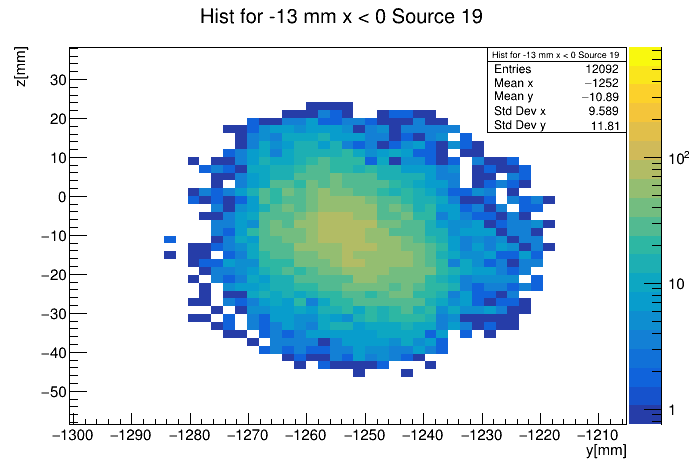 Hist for -13 mm x < 0 Source 19
z[mm]
Hist for -13 mm x < 0 Source 19
Entries 12092
Mean x −1252
Mean y −10.89
Std Dev x 9.589
Std Dev y 11.81
30
20
10
0
−10
−20
−30
−40
−50
10²
10
1
−1300 −1290 −1280 −1270 −1260 −1250 −1240 −1230 −1220 −1210
y[mm]